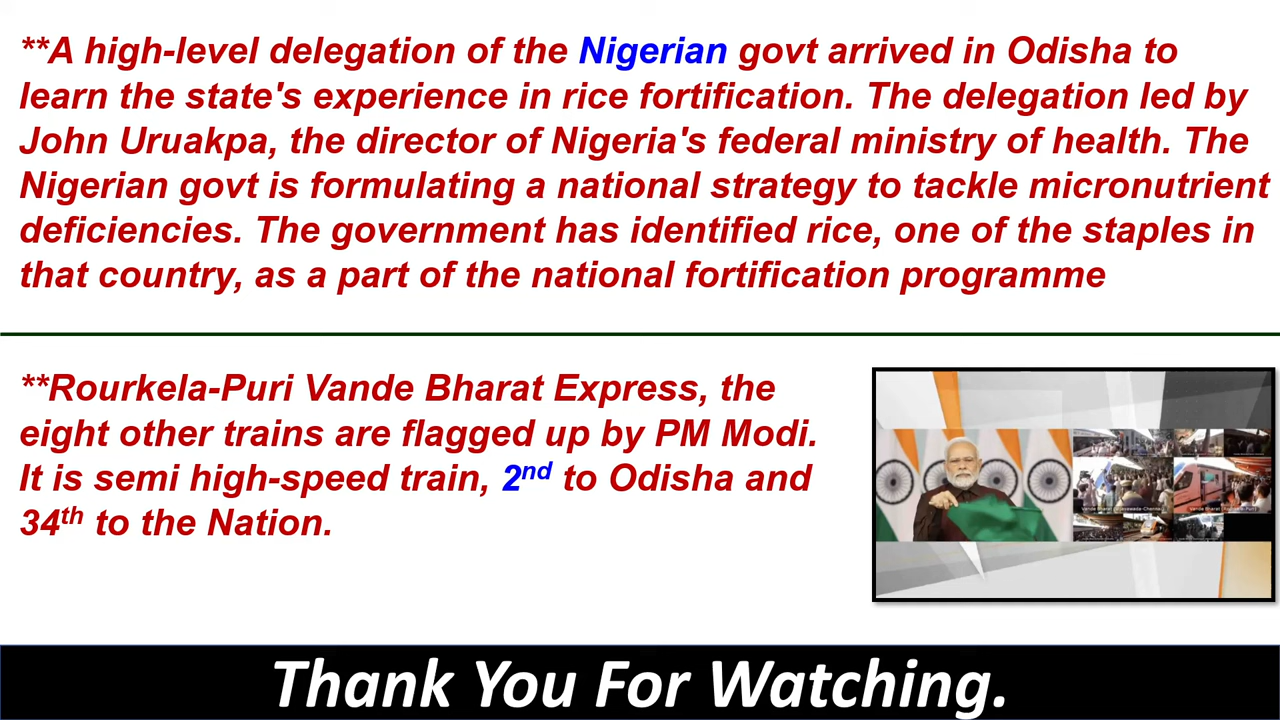 **A high-level delegation of the Nigerian govt arrived in Odisha to
learn the state's experience in rice fortification. The delegation led by
John Uruakpa, the director of Nigeria's federal ministry of health. The
Nigerian govt is formulating a national strategy to tackle micronutrient
deficiencies. The government has identified rice, one of the staples in
that country, as a part of the national fortification programme
**Rourkela-Puri Vande Bharat Express, the
eight other trains are flagged up by PM Modi.
It is semi high-speed train, 2nd to Odisha and
34th to the Nation.
Thank You For Watching.